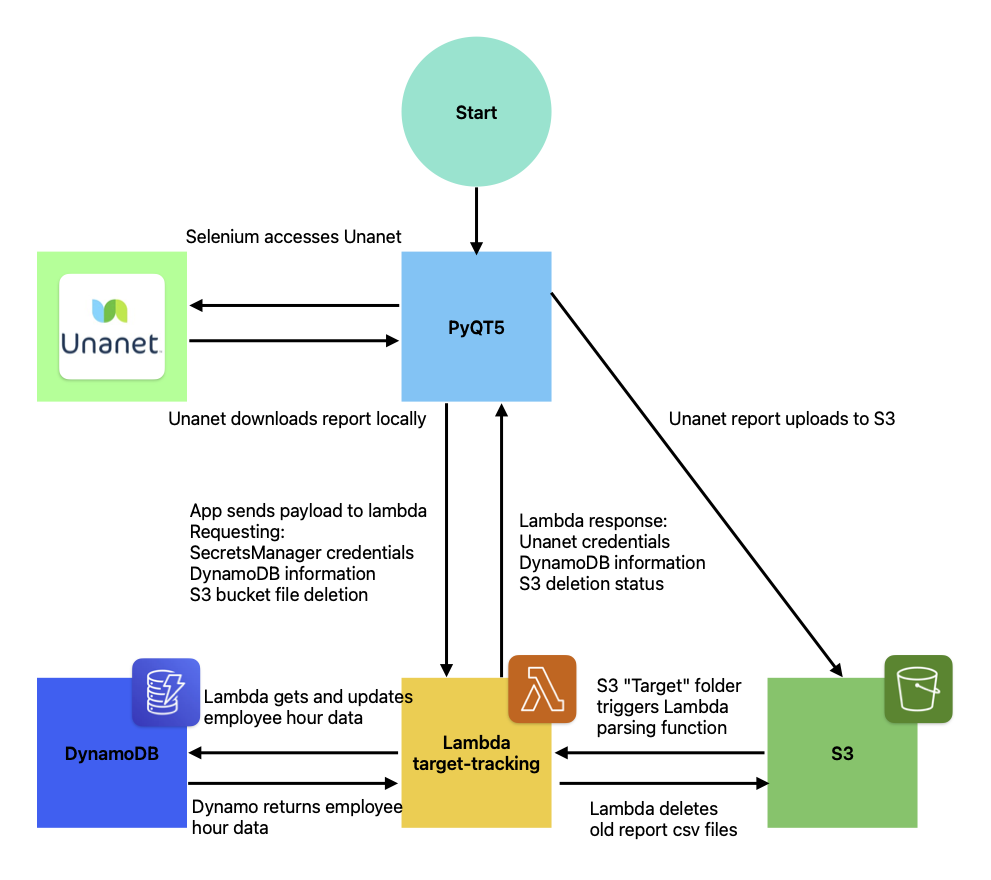 Start
Selenium accesses Unanet
Unanet
PyQT5
Unanet downloads report locally
Unanet report uploads to S3
App sends payload to lambda
Requesting:
SecretsManager credentials
DynamoDB information
S3 bucket file deletion
Lambda response:
Unanet credentials
DynamoDB information
S3 deletion status
Lambda gets and updates
employee hour data
DynamoDB
Dynamo returns employee
hour data
Lambda
target-tracking
S3 "Target" folder
triggers Lambda
parsing function
S3
Lambda deletes
old report csv files